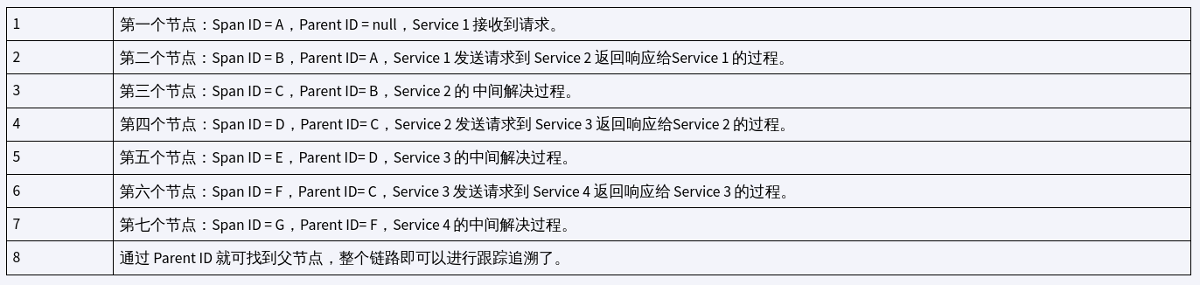 1 第一个节点：Span ID = A，Parent ID = null，Service 1 接收到请求。
2 第二个节点：Span ID = B，Parent ID= A，Service 1 发送请求到 Service 2 返回响应给Service 1 的过程。
3 第三个节点：Span ID = C，Parent ID= B，Service 2 的 中间解决过程。
4 第四个节点：Span ID = D，Parent ID= C，Service 2 发送请求到 Service 3 返回响应给Service 2 的过程。
5 第五个节点：Span ID = E，Parent ID= D，Service 3 的中间解决过程。
6 第六个节点：Span ID = F，Parent ID= C，Service 3 发送请求到 Service 4 返回响应给 Service 3 的过程。
7 第七个节点：Span ID = G，Parent ID= F，Service 4 的中间解决过程。
8 通过 Parent ID 就可找到父节点，整个链路即可以进行跟踪追溯了。